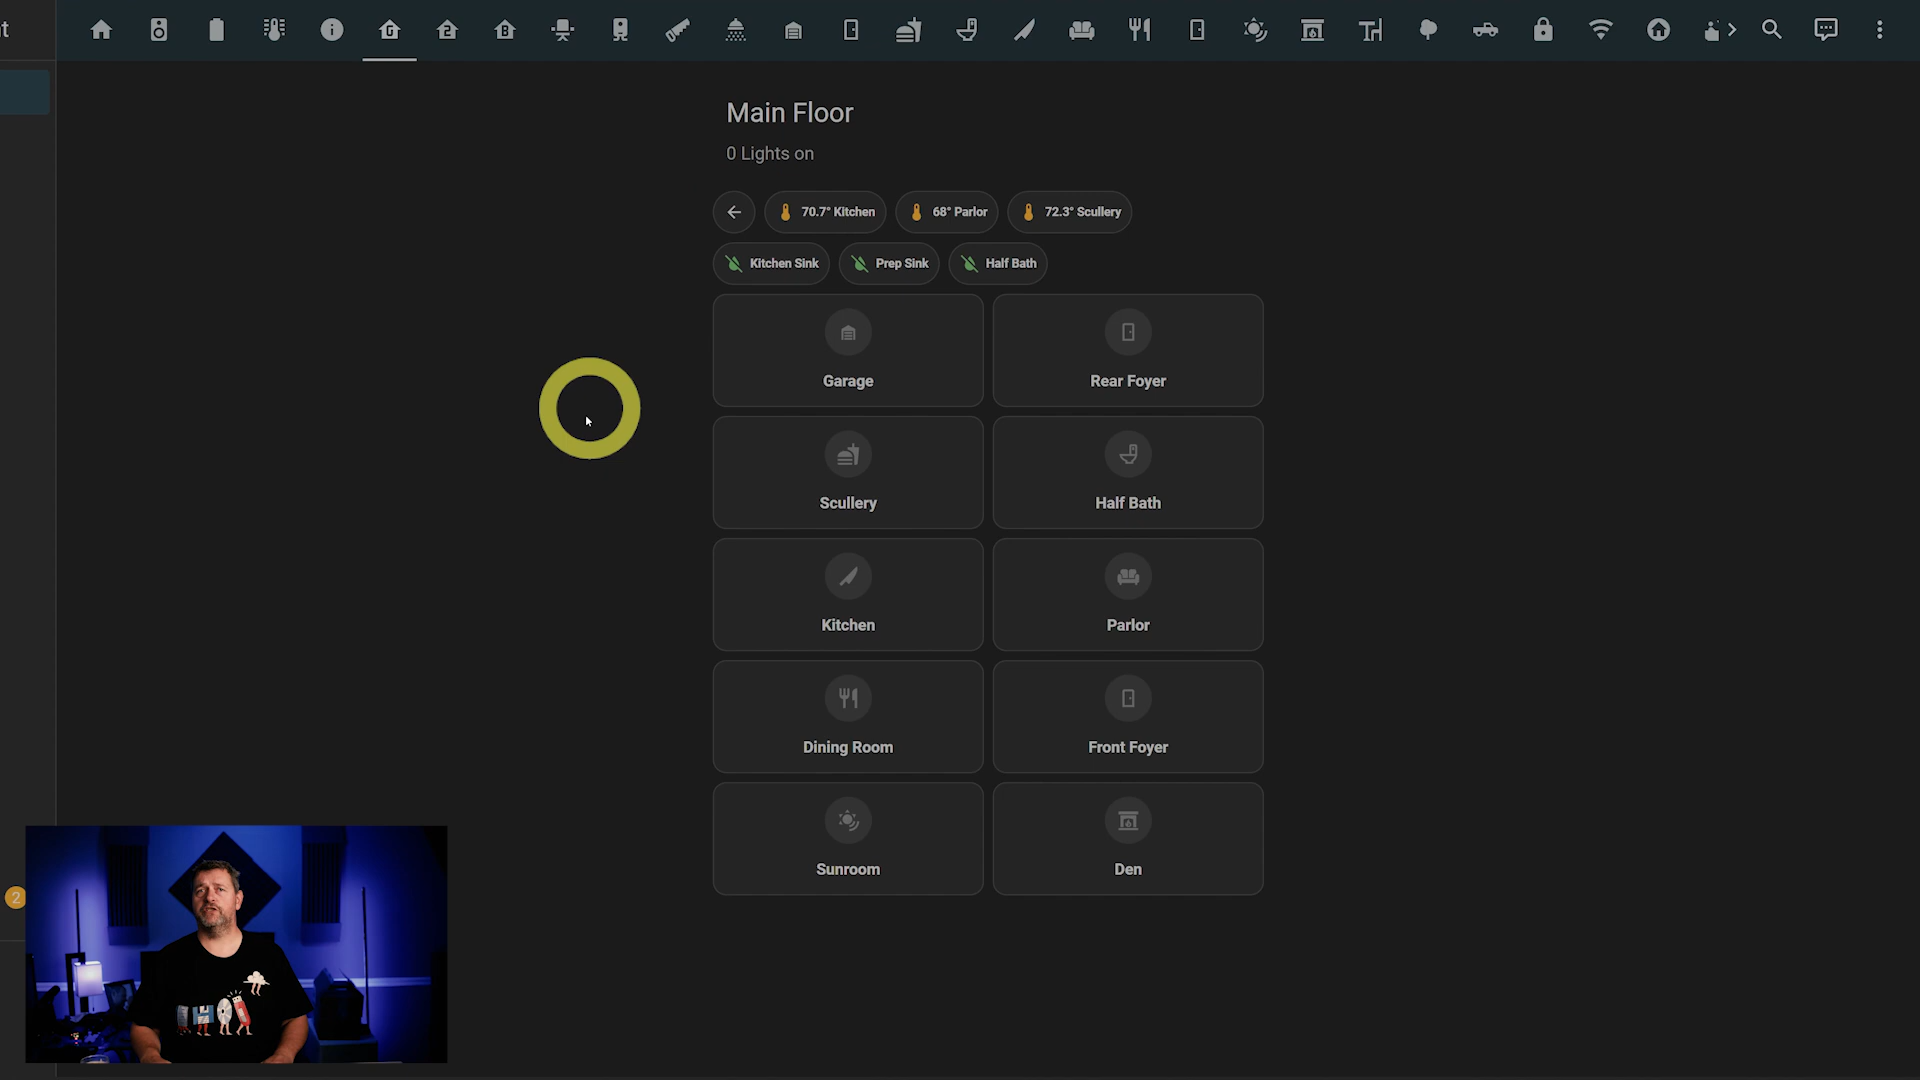 t
Main Floor
0 Lights on
70.7° Kitchen
68° Parlor
72.3° Scullery
Kitchen Sink
Prep Sink
Half Bath
Garage
Rear Foyer
Scullery
Half Bath
Kitchen
Parlor
Dining Room
Front Foyer
Sunroom
Den
2